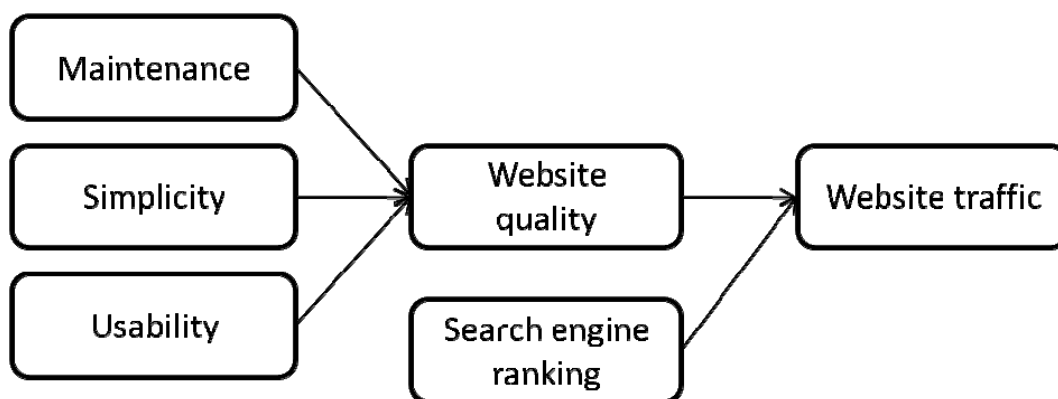 Maintenance
Simplicity
Usability
Website
quality
Search engine
ranking
Website traffic